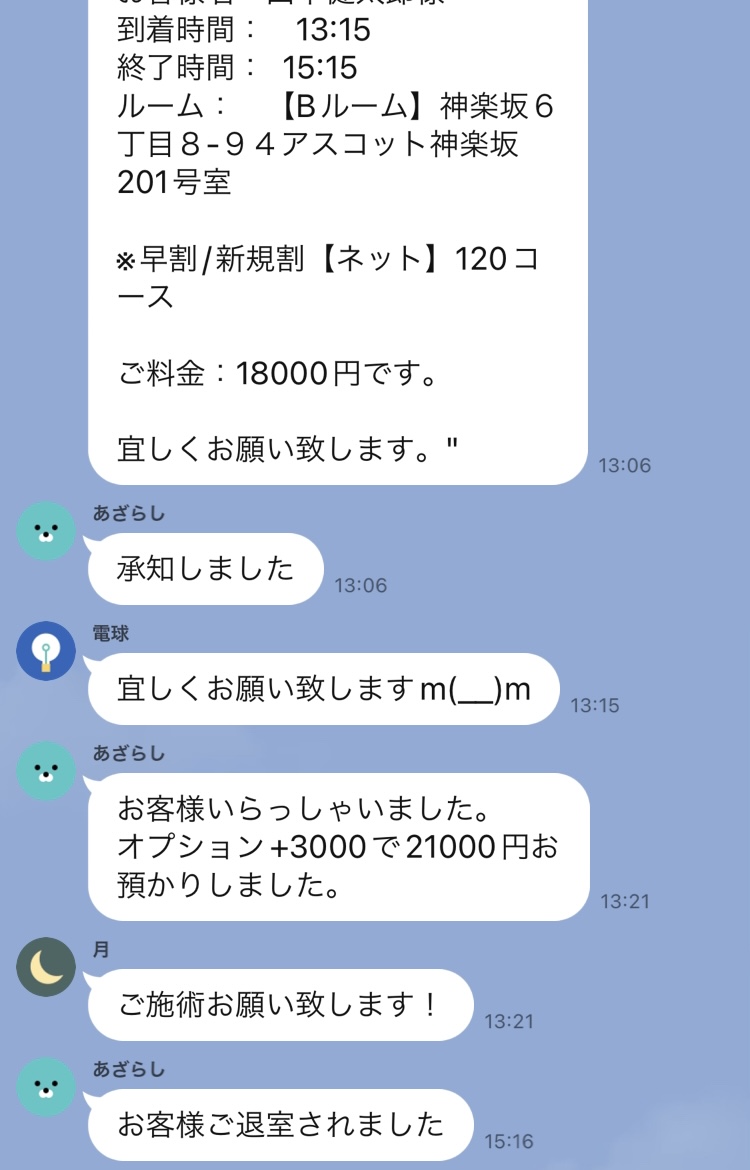 到着時間： 13:15
終了時間： 15:15
ルーム： 【Bルーム】神楽坂６
丁目８-９４アスコット神楽坂
201号室
※早割/新規割【ネット】120コ
ース
ご料金：18000円です。
宜しくお願い致します。"
13:06
あざらし
承知しました
13:06
電球
宜しくお願い致しますm(__)m
13:15
あざらし
お客様いらっしゃいました。
オプション+3000で21000円お
預かりしました。
13:21
月
ご施術お願い致します！
13:21
あざらし
お客様ご退室されました
15:16